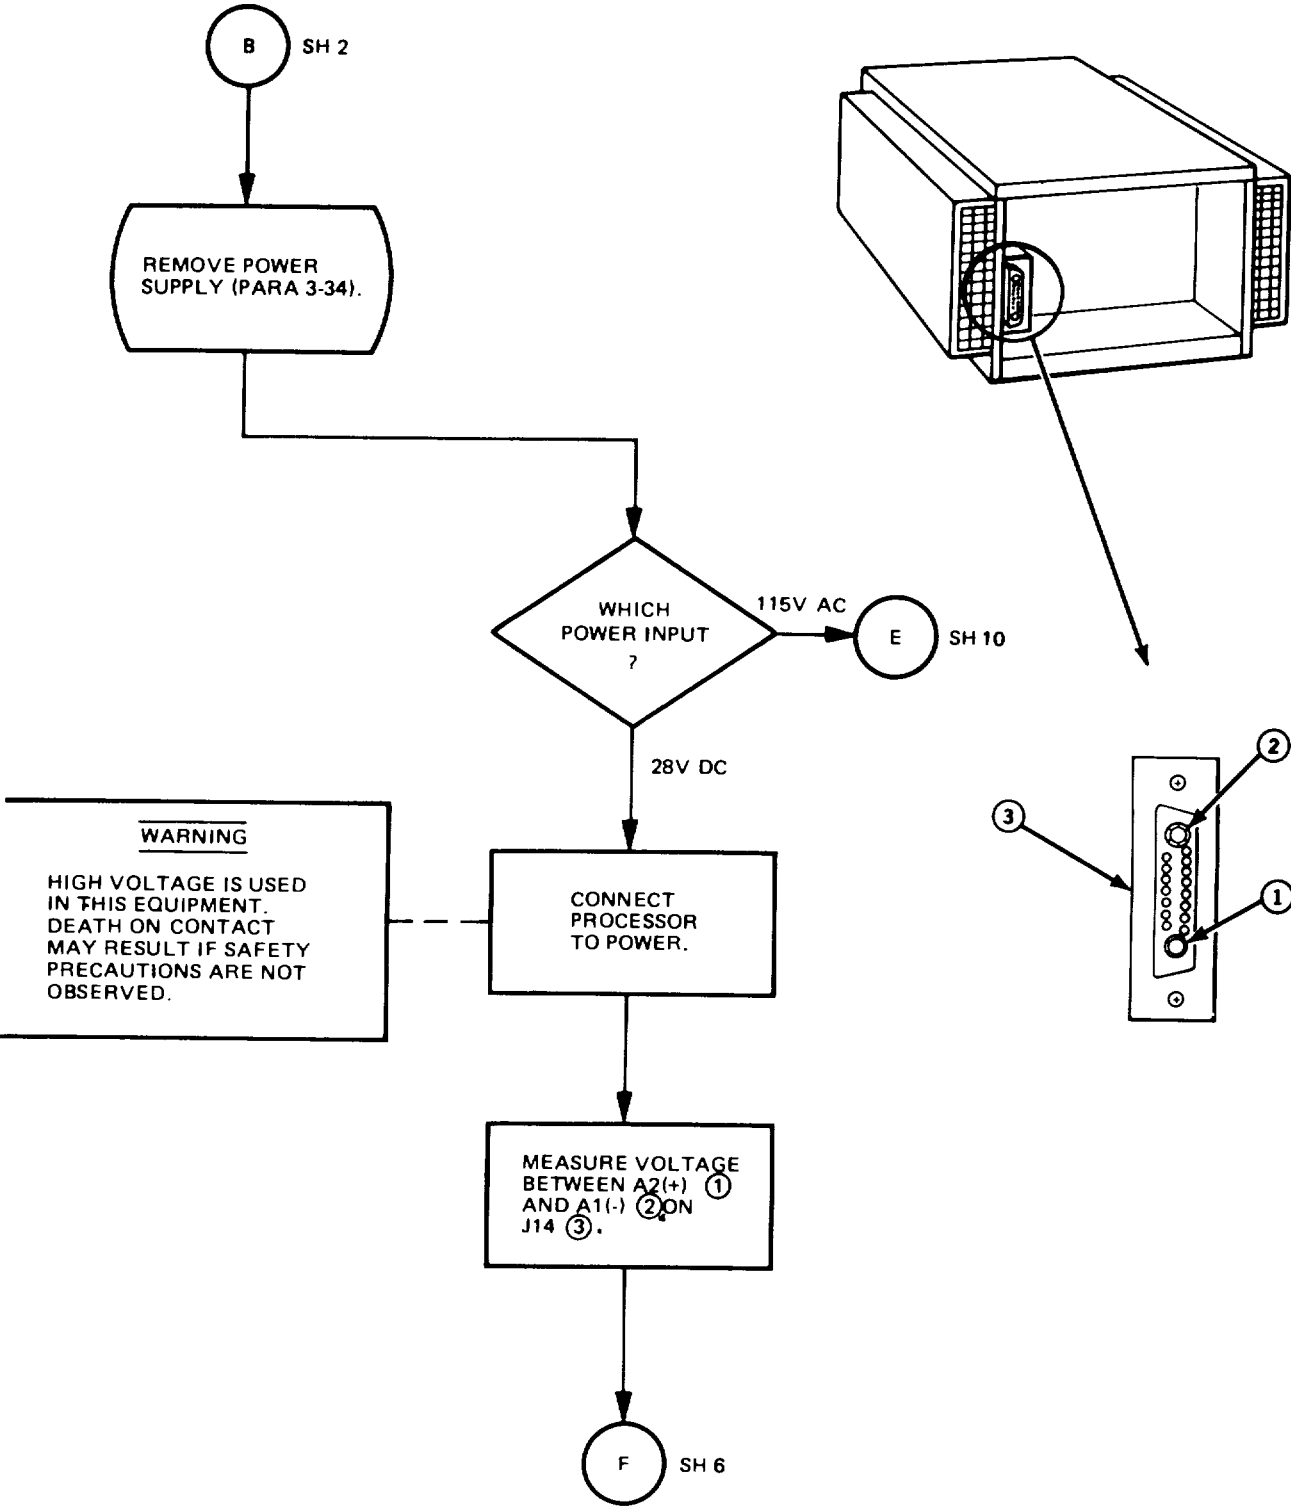 B SH 2
REMOVE POWER
SUPPLY (PARA 3-34).
WHICH
POWER INPUT
?
115V AC
E SH 10
28V DC
WARNING
HIGH VOLTAGE IS USED
IN THIS EQUIPMENT.
DEATH ON CONTACT
MAY RESULT IF SAFETY
PRECAUTIONS ARE NOT
OBSERVED.
CONNECT
PROCESSOR
TO POWER.
2
3
1
MEASURE VOLTAGE
BETWEEN A2(+) 1
AND A1(-) 2 ON
J14 3.
F SH 6